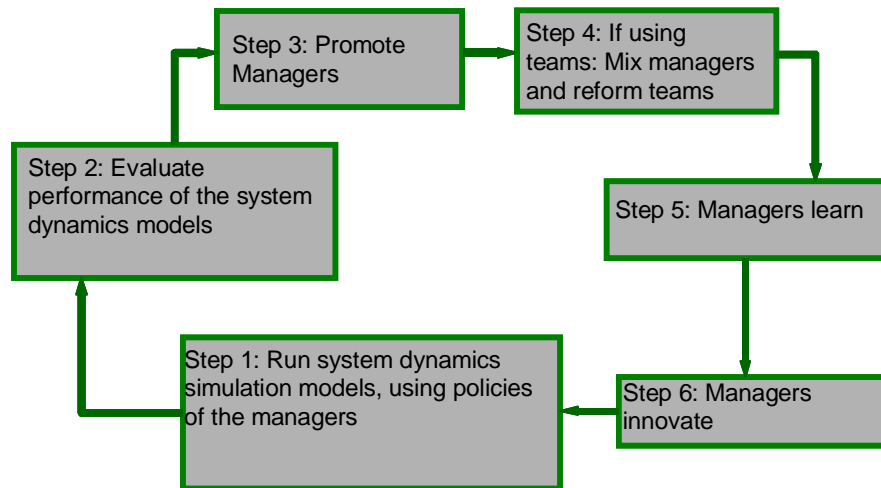 Step 3: Promote
Managers
Step 4: If using
teams: Mix managers
and reform teams
Step 2: Evaluate
performance of the system
dynamics models
Step 5: Managers learn
Step 1: Run system dynamics
simulation models, using policies
of the managers
Step 6: Managers
innovate